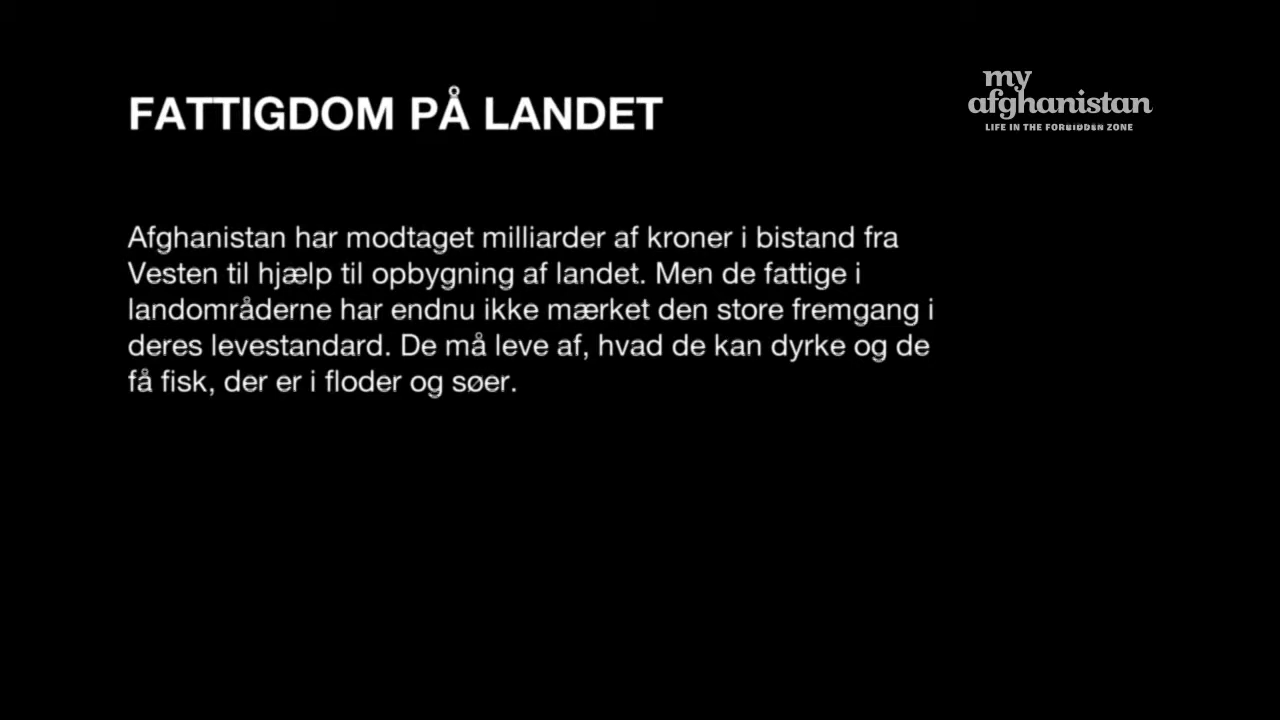 my
afghanistan
LIFE IN THE FORBIDDEN ZONE
FATTIGDOM PÅ LANDET
Afghanistan har modtaget milliarder af kroner i bistand fra
Vesten til hjælp til opbygning af landet. Men de fattige i
landområderne har endnu ikke mærket den store fremgang i
deres levestandard. De må leve af, hvad de kan dyrke og de
få fisk, der er i floder og søer.